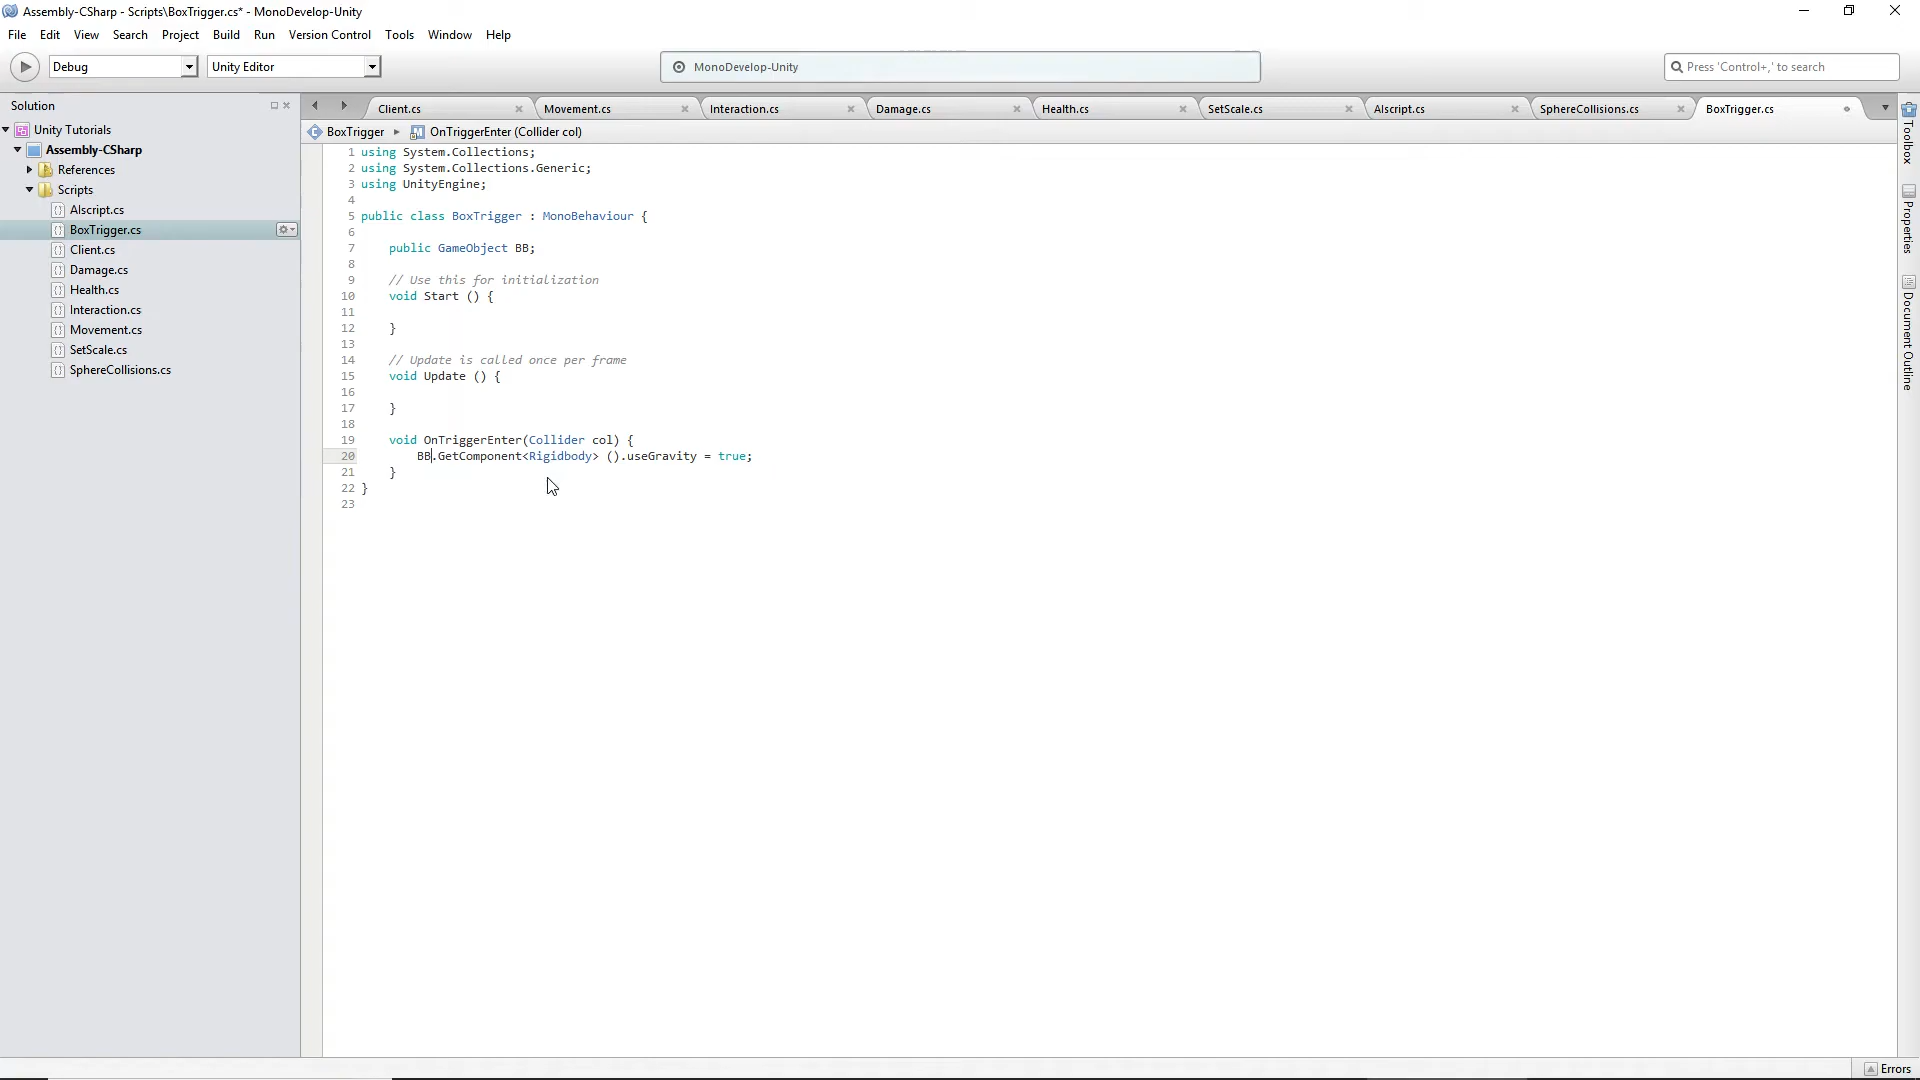 Assembly-CSharp - Scripts\BoxTrigger.cs* - MonoDevelop-Unity
File Edit View Search Project Build Run Version Control Tools Window Help
Debug Unity Editor MonoDevelop-Unity Press 'Control+,' to search
Solution
Client.cs Movement.cs Interaction.cs Damage.cs Health.cs SetScale.cs AIscript.cs SphereCollisions.cs BoxTrigger.cs
BoxTrigger OnTriggerEnter (Collider col)
Unity Tutorials
Assembly-CSharp
References
Scripts
AIscript.cs
BoxTrigger.cs
Client.cs
Damage.cs
Health.cs
Interaction.cs
Movement.cs
SetScale.cs
SphereCollisions.cs
1 using System.Collections;
2 using System.Collections.Generic;
3 using UnityEngine;
4
5 public class BoxTrigger : MonoBehaviour {
6
7 public GameObject BB;
8
9 // Use this for initialization
10 void Start () {
11
12 }
13
14 // Update is called once per frame
15 void Update () {
16
17 }
18
19 void OnTriggerEnter(Collider col) {
20 BB.GetComponent<Rigidbody> ().useGravity = true;
21 }
22 }
23
Toolbox
Properties
Document Outline
Errors